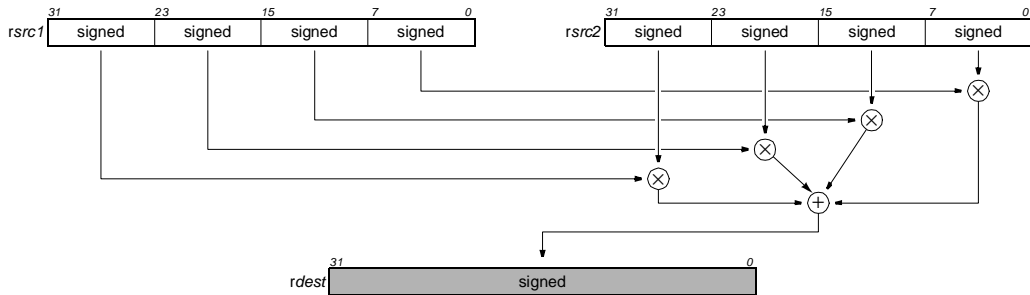 31 23 15 7 0 31 23 15 7 0
rsrc1 signed signed signed signed rsrc2 signed signed signed signed
× 
×
×
×
+
31 0
rdest signed